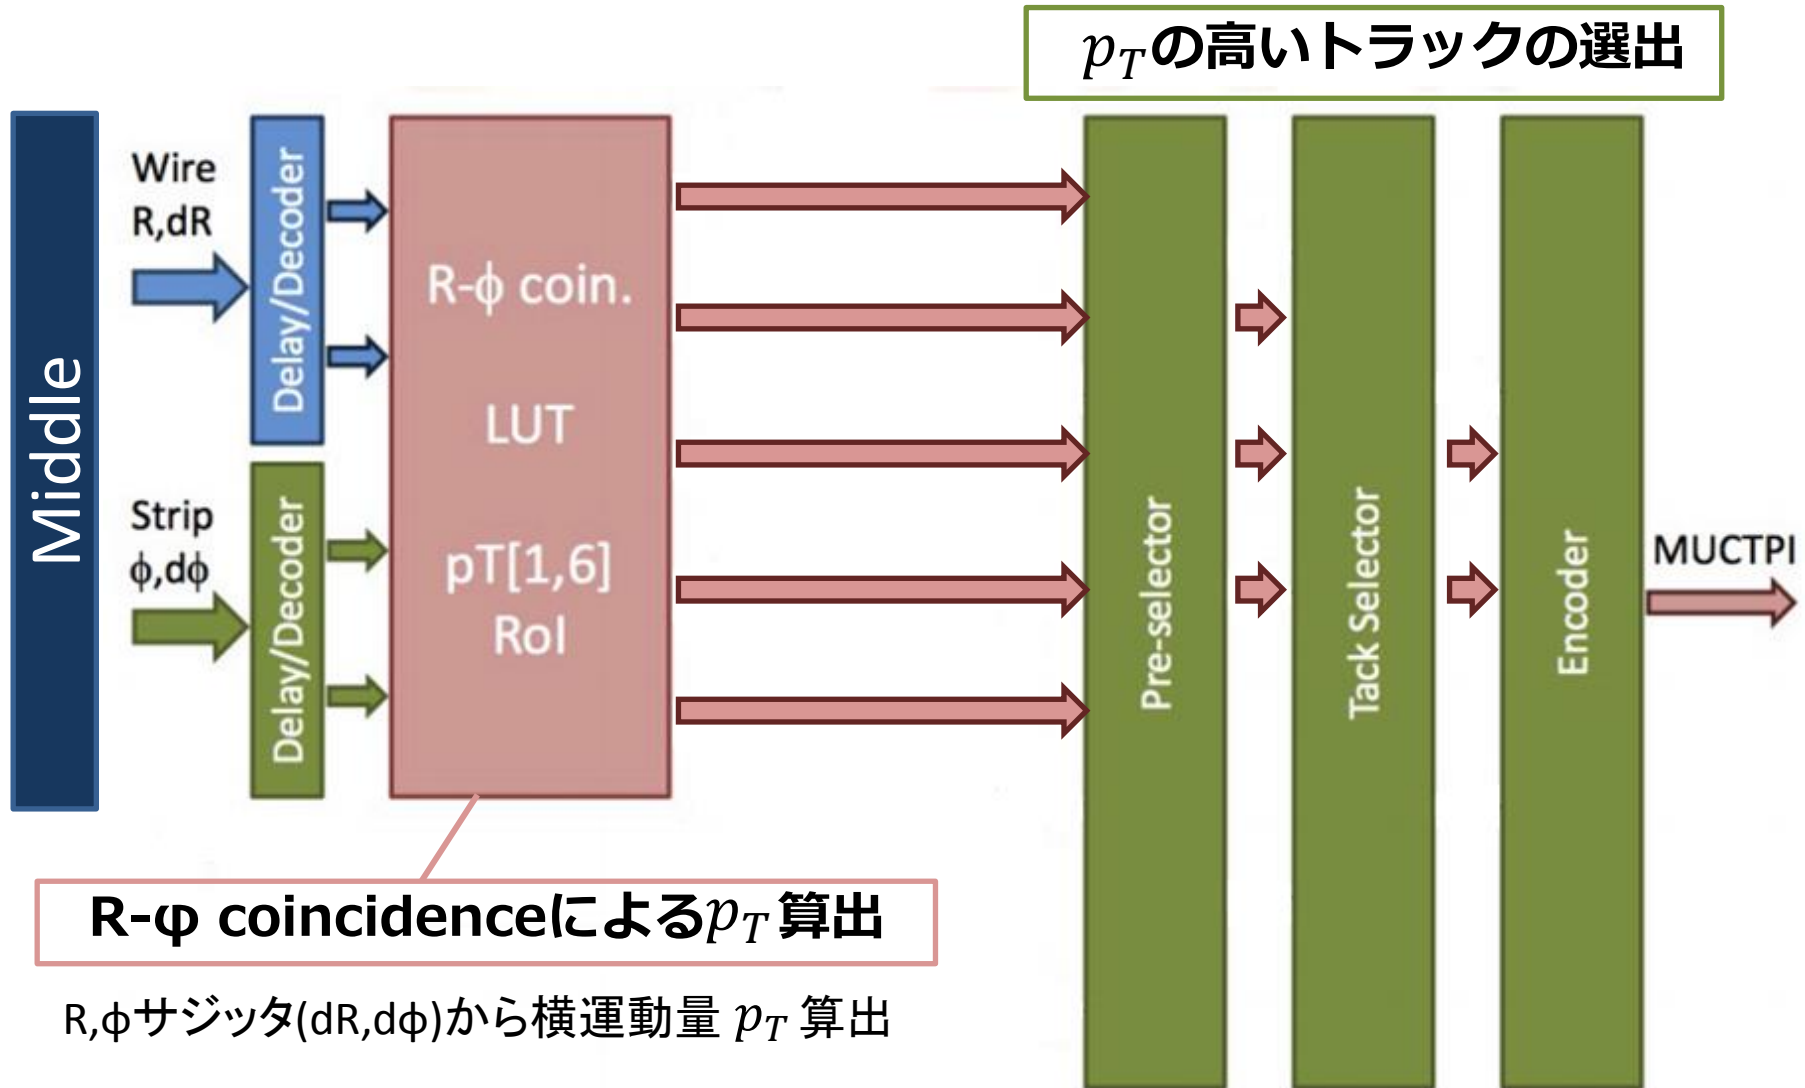 p_Tの高いトラックの選出
Middle
Wire
R,dR
Delay/Decoder
Strip
ϕ,dϕ
Delay/Decoder
R-ϕ coin.
LUT
pT[1,6]
RoI
Pre-selector
Tack Selector
Encoder
MUCTPI
R-φ coincidenceによるp_T算出
R,ϕサジッタ(dR,dϕ)から横運動量 p_T 算出